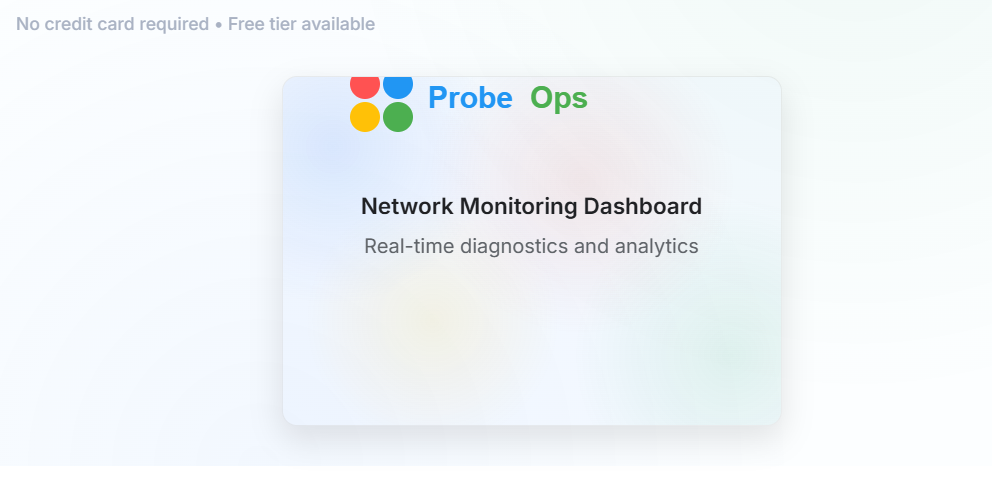 No credit card required • Free tier available
Probe Ops
Network Monitoring Dashboard
Real-time diagnostics and analytics